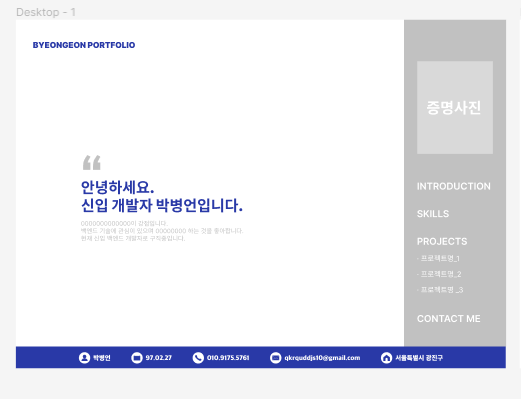 Desktop - 1
BYEONGEON PORTFOLIO
증명사진
“
안녕하세요.
신입 개발자 박병언입니다.
0000000000000이 강점입니다.
백엔드 기술에 관심이 있으며 00000000 하는 것을 좋아합니다.
현재 신입 백엔드 개발자로 구직중입니다.
INTRODUCTION
SKILLS
PROJECTS
· 프로젝트명_1
· 프로젝트명_2
· 프로젝트명 _3
CONTACT ME
박병언 97.02.27 010.9175.5761 qkrquddjs10@gmail.com 서울특별시 광진구